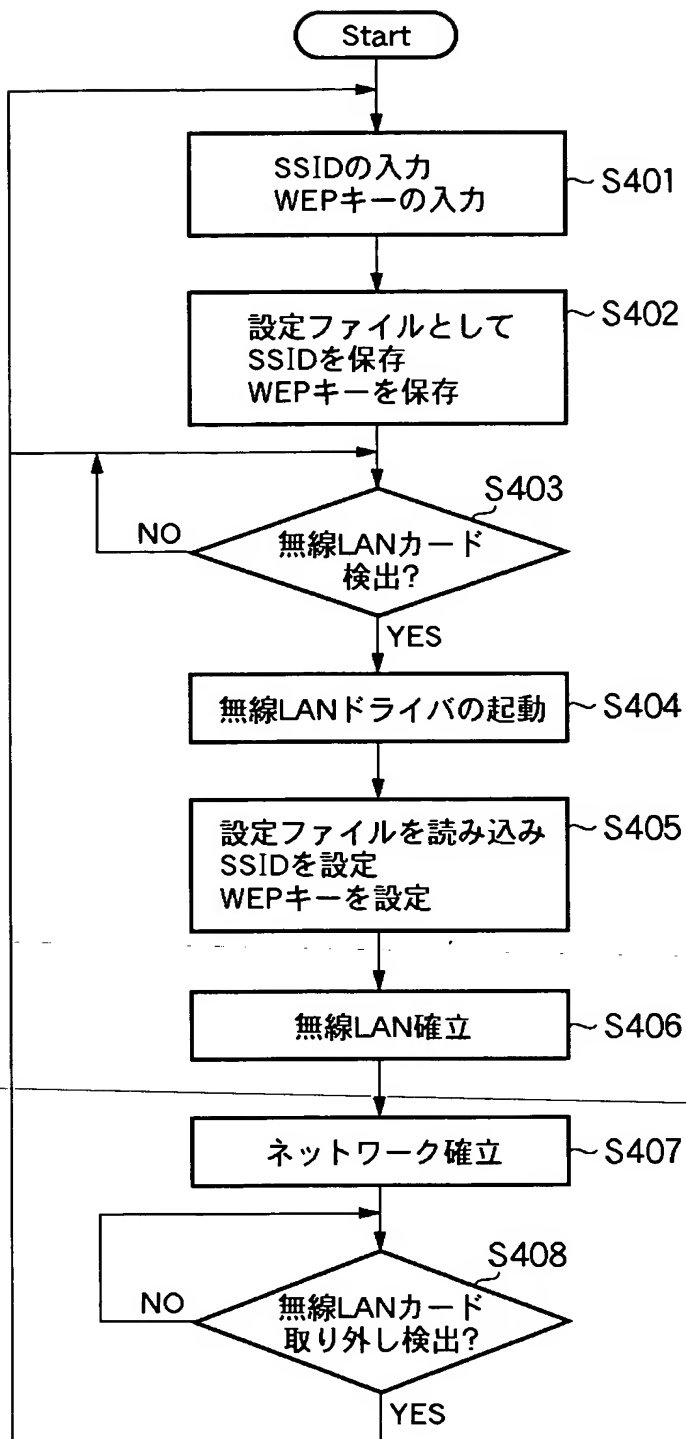 Start
SSIDの入力
WEPキーの入力
S401
設定ファイルとして
SSIDを保存
WEPキーを保存
S402
S403
無線LANカード
検出?
NO
YES
無線LANドライバの起動
S404
設定ファイルを読み込み
SSIDを設定
WEPキーを設定
S405
無線LAN確立
S406
ネットワーク確立
S407
S408
無線LANカード
取り外し検出?
NO
YES